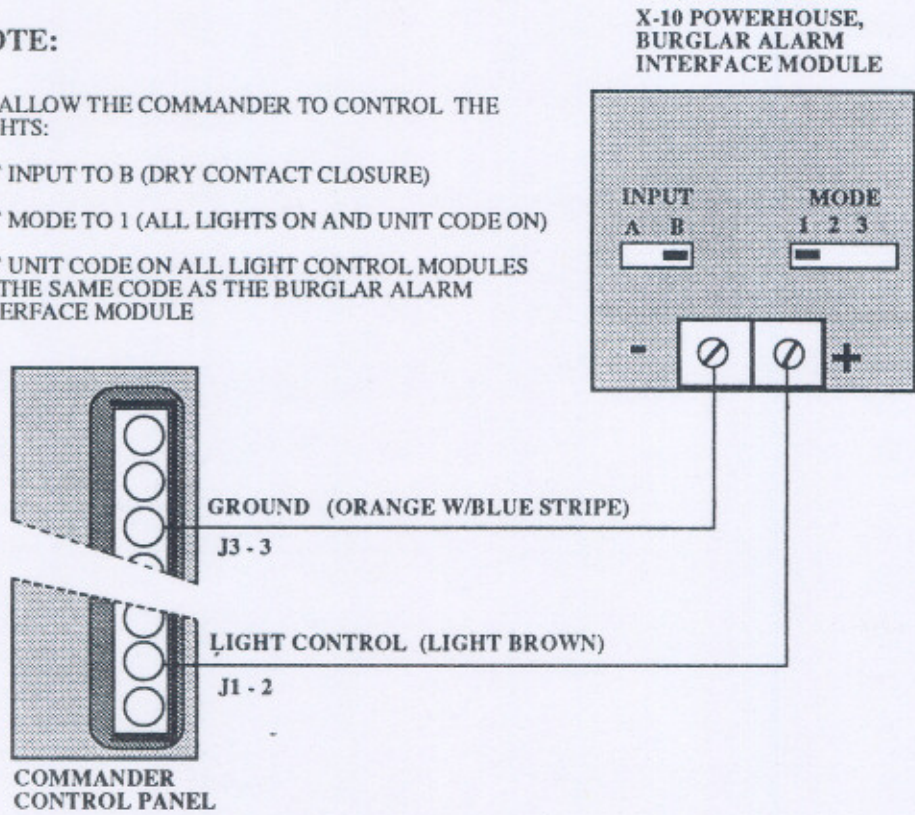 OTE:
ALLOW THE COMMANDER TO CONTROL THE
HTS:
INPUT TO B (DRY CONTACT CLOSURE)
MODE TO 1 (ALL LIGHTS ON AND UNIT CODE ON)
UNIT CODE ON ALL LIGHT CONTROL MODULES
THE SAME CODE AS THE BURGLAR ALARM
ERFACE MODULE
X-10 POWERHOUSE,
BURGLAR ALARM
INTERFACE MODULE
INPUT
A B
MODE
1 2 3
- +
GROUND (ORANGE W/BLUE STRIPE)
J3 - 3
LIGHT CONTROL (LIGHT BROWN)
J1 - 2
COMMANDER
CONTROL PANEL